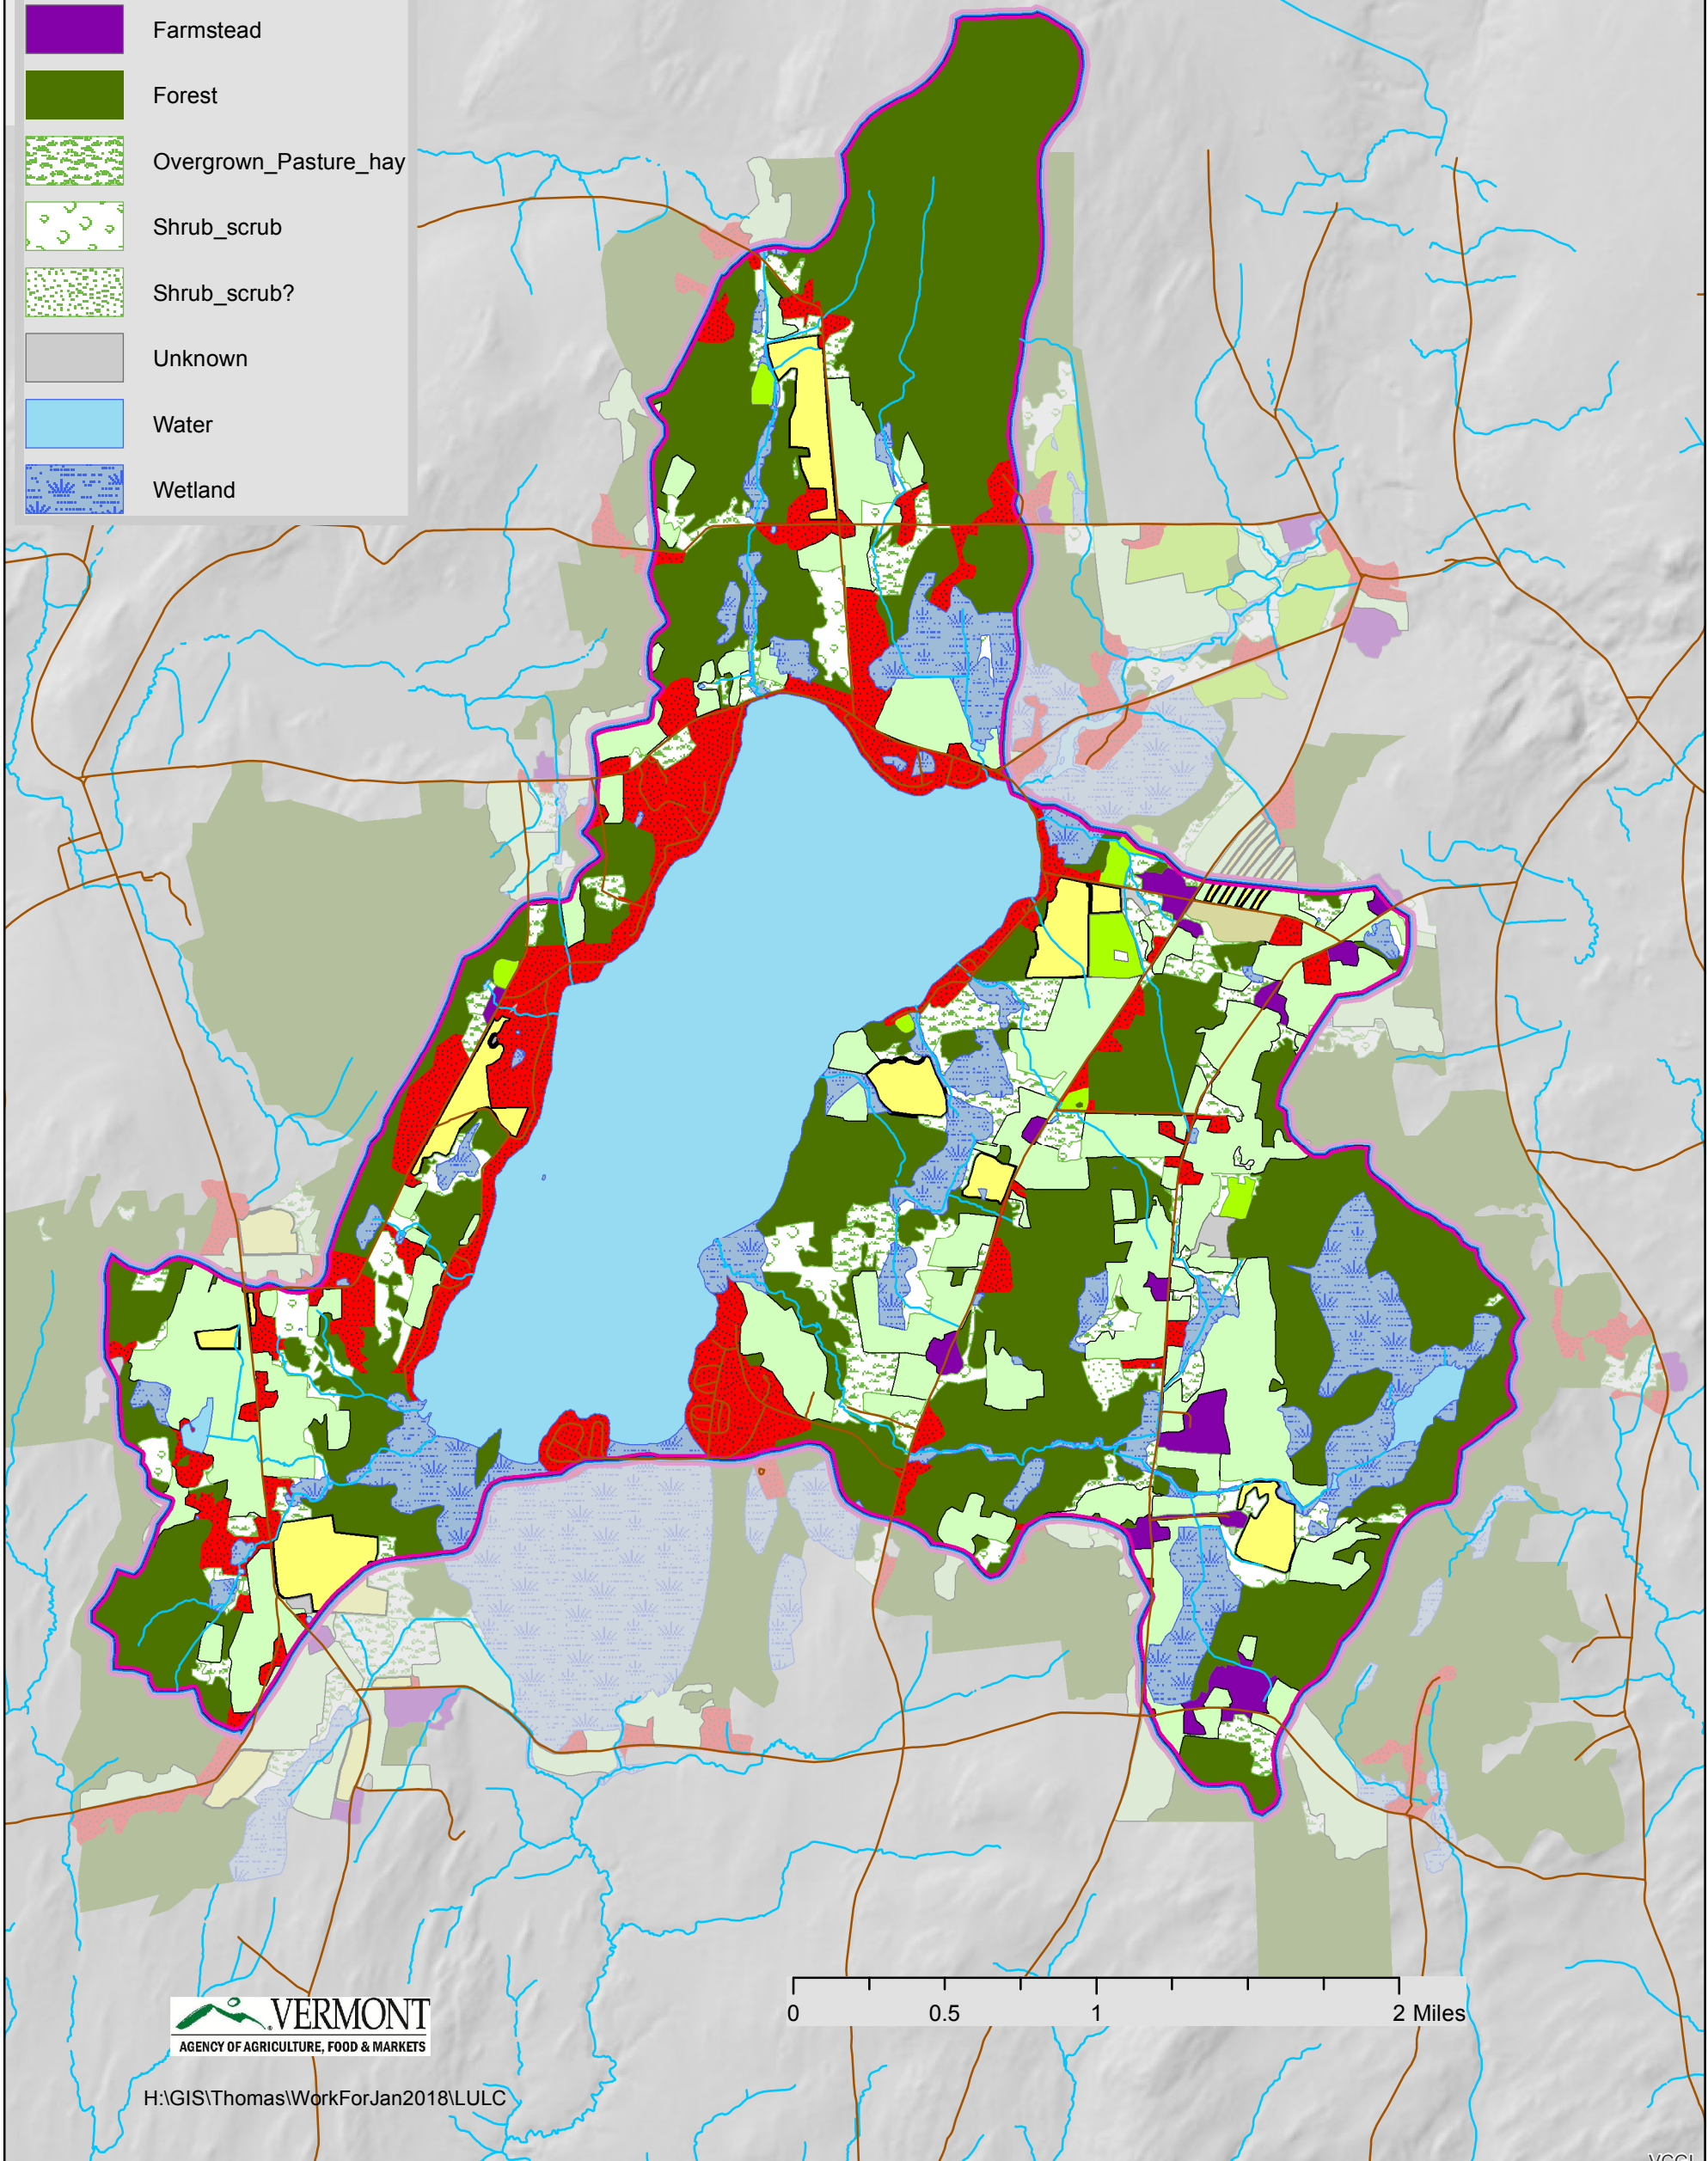 Farmstead
Forest
Overgrown_Pasture_hay
Shrub_scrub
Shrub_scrub?
Unknown
Water
Wetland
0 0.5 1 2 Miles
VERMONT
AGENCY OF AGRICULTURE, FOOD & MARKETS
H:\GIS\Thomas\WorkForJan2018\LULC